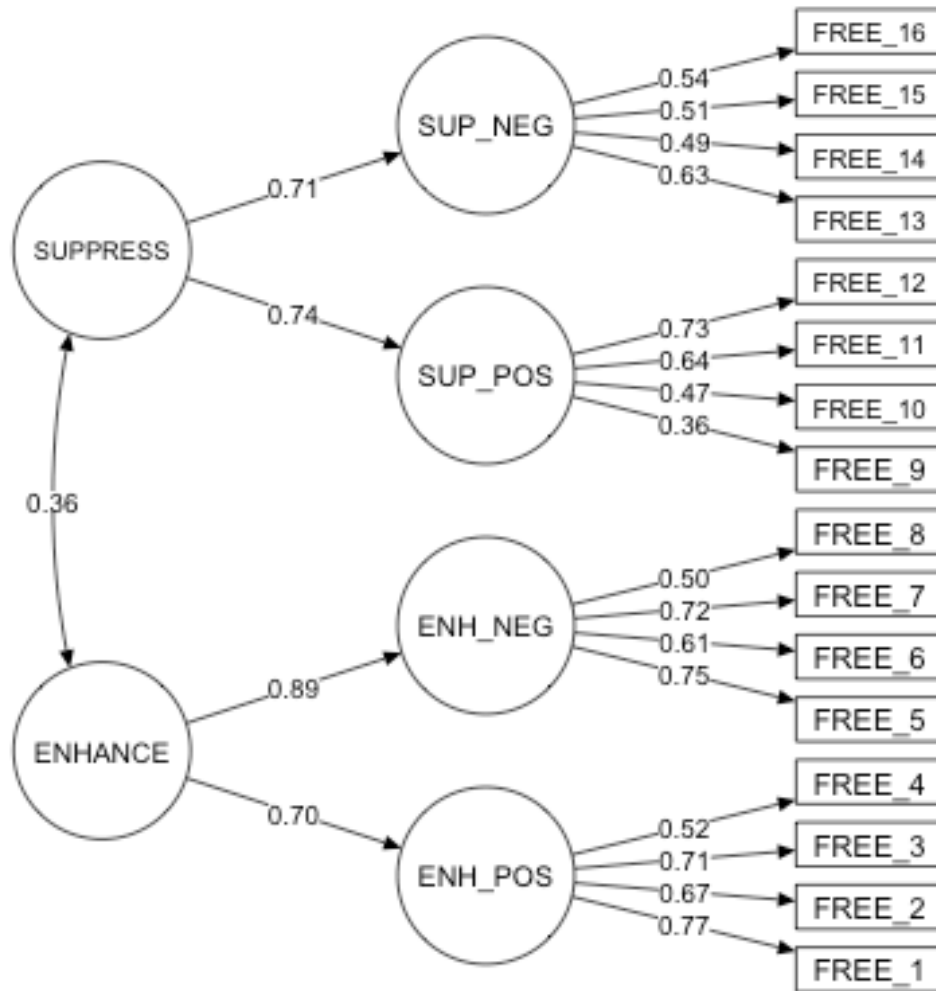 FREE_16
0.54
FREE_15
0.51
SUP_NEG
0.49
FREE_14
0.63
0.71
FREE_13
SUPPRESS
FREE_12
0.74
0.73
FREE_11
0.64
SUP_POS
0.47
FREE_10
0.36
FREE_9
0.36
FREE_8
0.50
FREE_7
0.72
ENH_NEG
0.61
FREE_6
0.75
0.89
FREE_5
ENHANCE
FREE_4
0.70
0.52
FREE_3
0.71
ENH_POS
0.67
FREE_2
0.77
FREE_1